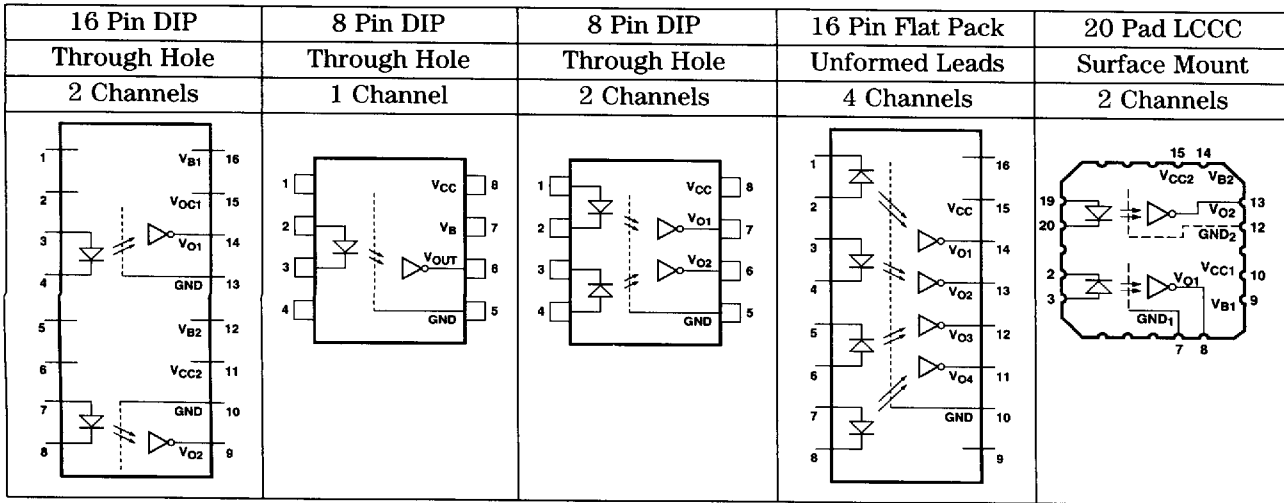 16 Pin DIP 8 Pin DIP 8 Pin DIP 16 Pin Flat Pack 20 Pad LCCC
Through Hole Through Hole Through Hole Unformed Leads Surface Mount
2 Channels 1 Channel 2 Channels 4 Channels 2 Channels
1 VB1 16
2 VOC1 15
3 VO1 14
4 GND 13
5 VB2 12
6 VCC2 11
7 GND 10
8 VO2 9
1 VCC 8
2 VB 7
3 VOUT 6
4 GND 5
1 VCC 8
2 VO1 7
3 VO2 6
4 GND 5
1 16
2 VCC 15
3 VO1 14
4 VO2 13
5 VO3 12
6 VO4 11
7 GND 10
8 9
15 14
VCC2 VB2
19 VO2 13
20 GND2 12
2 VO1 VCC1 10
3 VB1 9
GND1
7 8